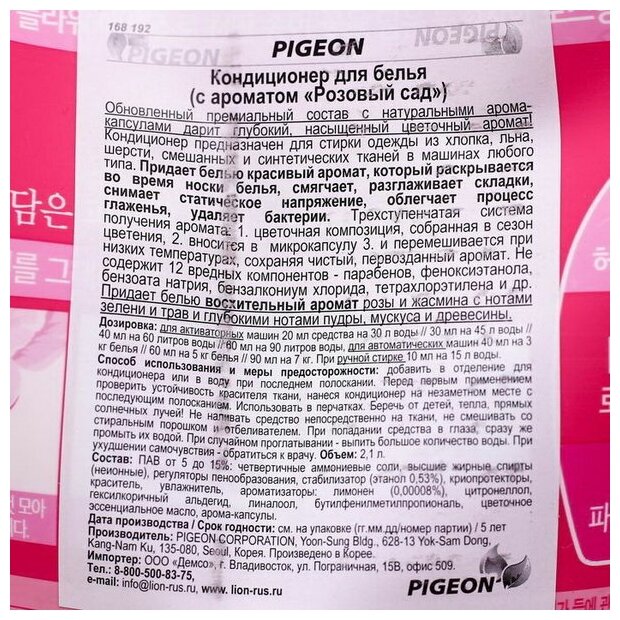 168 192
PIGEON
PIGEON
Кондиционер для белья
(с ароматом «Розовый сад»)
Обновленный премиальный состав с натуральными арома-
капсулами дарит глубокий, насыщенный цветочный аромат!
Кондиционер предназначен для стирки одежды из хлопка, льна,
шерсти, смешанных и синтетических тканей в машинах любого
типа. Придает белью красивый аромат, который раскрывается
во время носки белья, смягчает, разглаживает складки,
снимает статическое напряжение, облегчает процесс
глаженья, удаляет бактерии. Трехступенчатая система
получения аромата: 1. цветочная композиция, собранная в сезон
цветения, 2. вносится в микрокапсулу 3. и перемешивается при
низких температурах, сохраняя чистый, первозданный аромат. Не
содержит 12 вредных компонентов - парабенов, феноксиэтанола,
бензоата натрия, бензалкониум хлорида, тетрахлорэтилена и др.
Придает белью восхитительный аромат розы и жасмина с нотами
зелени и трав и глубокими нотами пудры, мускуса и древесины.
Дозировка: для активаторных машин 20 мл средства на 30 л воды // 30 мл на 45 л воды //
40 мл на 60 литров воды // 60 мл на 90 литров воды, для автоматических машин 40 мл на 3
кг белья // 60 мл на 5 кг белья // 90 мл на 7 кг. При ручной стирке 10 мл на 15 л воды.
Способ использования и меры предосторожности: добавить в отделение для
кондиционера или в воду при последнем полоскании. Перед первым применением
проверить устойчивость красителя ткани, нанеся кондиционер на незаметном месте с
последующим полосканием. Использовать в перчатках. Беречь от детей, тепла, прямых
солнечных лучей! Не наливать средство непосредственно на ткани, не смешивать со
стиральным порошком и отбеливателем. При попадании средства в глаза, сразу же
промыть их водой. При случайном проглатывании - выпить большое количество воды. При
ухудшении самочувствия - обратиться к врачу. Объем: 2,1 л.
Состав: ПАВ от 5 до 15%: четвертичные аммониевые соли, высшие жирные спирты
(неионные), регуляторы пенообразования, стабилизатор (этанол 0,53%), криопротекторы,
краситель, увлажнитель, ароматизаторы: лимонен (0,00008%), цитронеллол,
гексилкоричный альдегид, линалоол, бутилфенилметилпропиональ, цветочное
эссенциальное масло, арома-капсулы.
Дата производства / Срок годности: см. на упаковке (гг.мм.дд/номер партии) / 5 лет
Производитель: PIGEON CORPORATION, Yoon-Sung Bldg., 628-13 Yok-Sam Dong,
Kang-Nam Ku, 135-080, Seoul, Корея. Произведено в Корее.
Импортер: ООО «Демсо», г. Владивосток, ул. Пограничная, 15В, офис 509.
Тел.: 8-800-500-83-75,
e-mail: info@lion-rus.ru, www.lion-rus.ru
PIGEON
담은
를 그
모아
다.